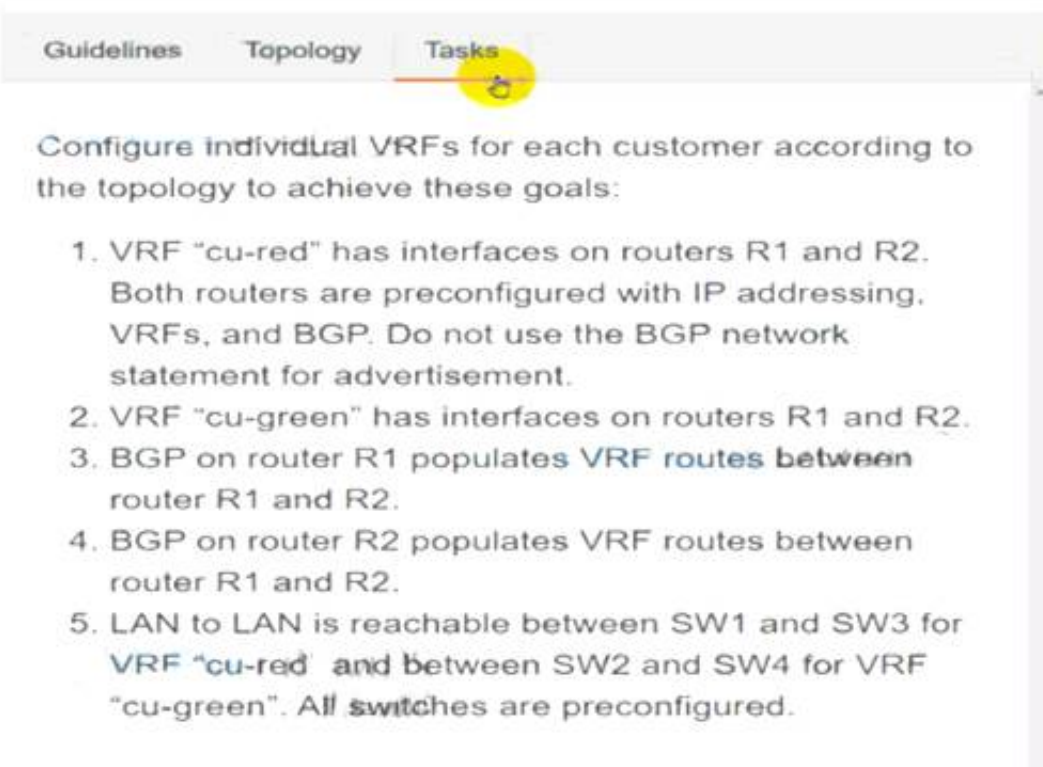 Guidelines Topology Tasks
Configure individual VRFs for each customer according to
the topology to achieve these goals:
1. VRF “cu-red” has interfaces on routers R1 and R2.
Both routers are preconfigured with IP addressing,
VRFs, and BGP. Do not use the BGP network
statement for advertisement.
2. VRF “cu-green” has interfaces on routers R1 and R2.
3. BGP on router R1 populates VRF routes between
router R1 and R2.
4. BGP on router R2 populates VRF routes between
router R1 and R2.
5. LAN to LAN is reachable between SW1 and SW3 for
VRF “cu-red and between SW2 and SW4 for VRF
“cu-green”. All switches are preconfigured.